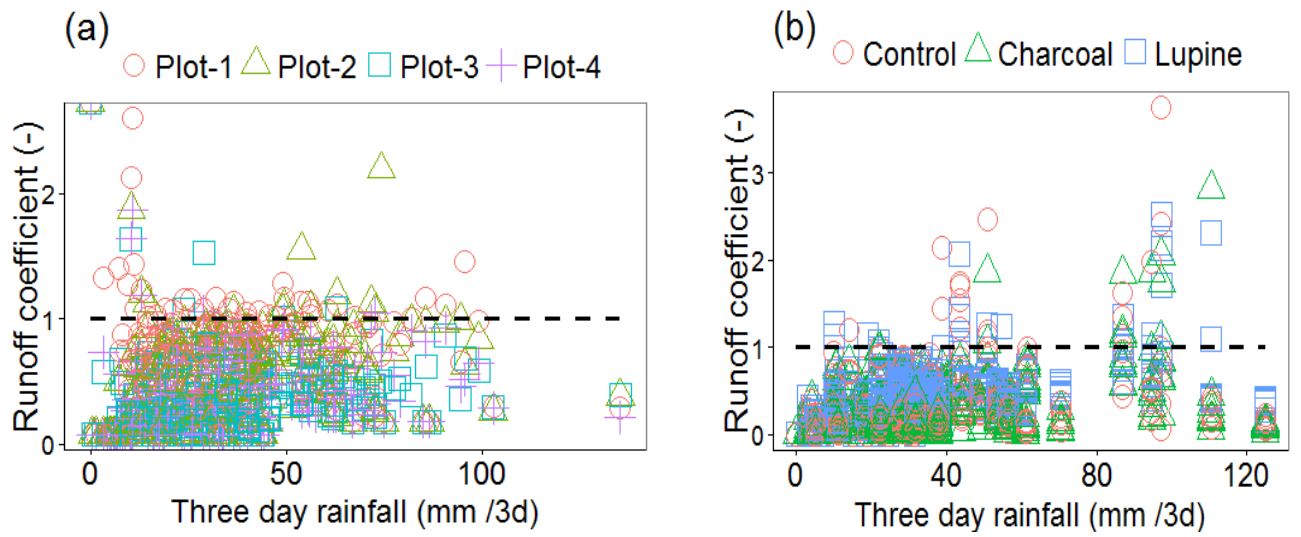 (a)
Plot-1 Plot-2 Plot-3 Plot-4
Runoff coefficient (-)
2
1
0
0 50 100
Three day rainfall (mm /3d)
(b)
Control Charcoal Lupine
Runoff coefficient (-)
3
2
1
0
0 40 80 120
Three day rainfall (mm /3d)